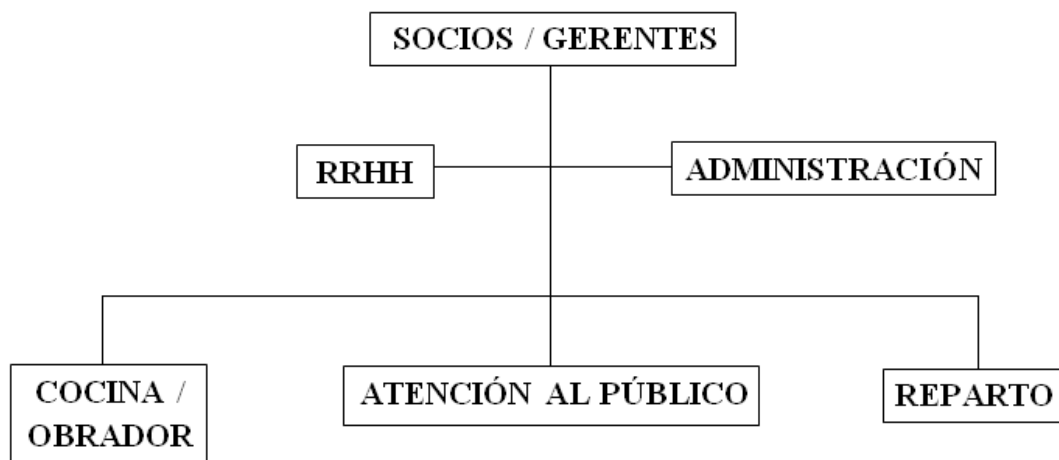 SOCIOS / GERENTES
RRHH
ADMINISTRACIÓN
COCINA /
OBRADOR
ATENCIÓN AL PÚBLICO
REPARTO